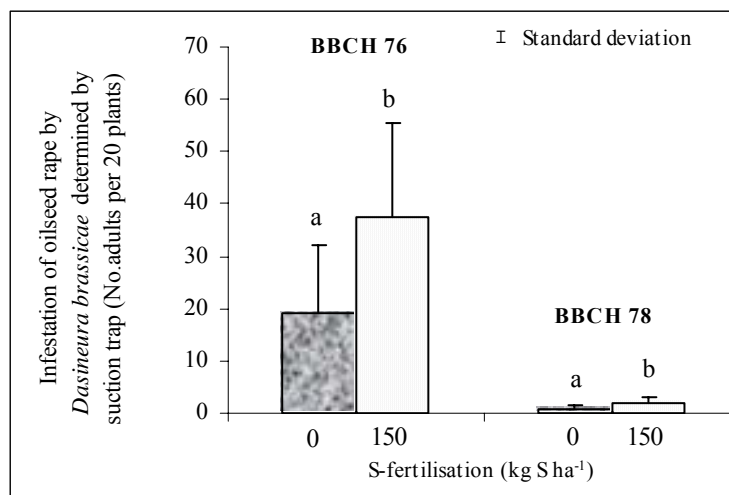 Infestation of oilseed rape by
Dasineura brassicae determined by
suction trap (No.adults per 20 plants)
70
60
50
40
30
20
10
0
BBCH 76
I Standard deviation
a
b
BBCH 78
a
b
0 150 0 150
S-fertilisation (kg S ha⁻¹)